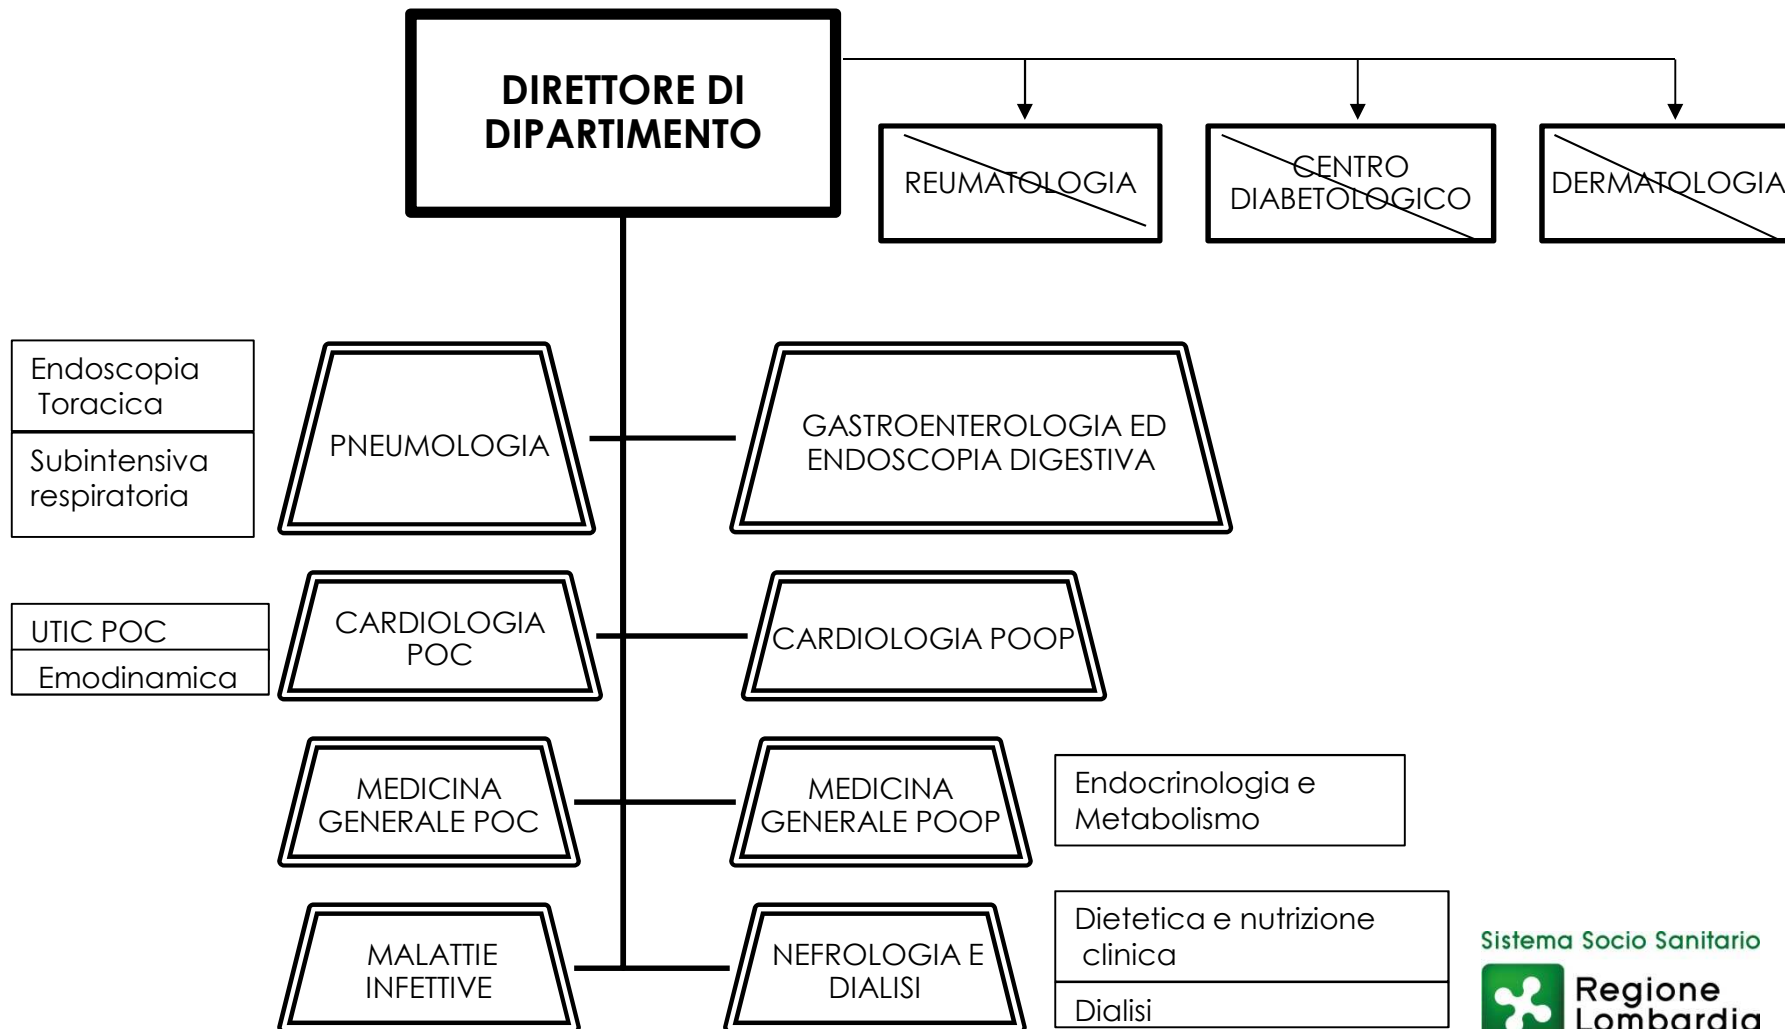 DIRETTORE DI
DIPARTIMENTO
REUMATOLOGIA
CENTRO
DIABETOLOGICO
DERMATOLOGIA
Endoscopia
Toracica
Subintensiva
respiratoria
PNEUMOLOGIA
GASTROENTEROLOGIA ED
ENDOSCOPIA DIGESTIVA
UTIC POC
Emodinamica
CARDIOLOGIA
POC
CARDIOLOGIA POOP
MEDICINA
GENERALE POC
MEDICINA
GENERALE POOP
Endocrinologia e
Metabolismo
MALATTIE
INFETTIVE
NEFROLOGIA E
DIALISI
Dietetica e nutrizione
clinica
Dialisi
Sistema Socio Sanitario
Regione
Lombardia